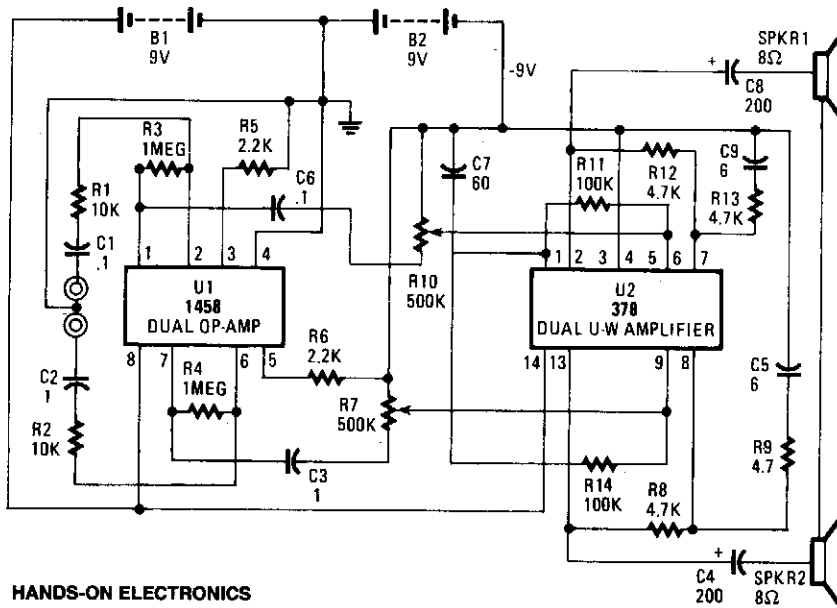 B1
9V
B2
9V
-9V
SPKR1
8Ω
C8
200
+
R3
1MEG
R5
2.2K
C7
60
R11
100K
R12
4.7K
C9
6
R13
4.7K
R1
10K
C6
.1
C1
.1
1 2 3 4
R10
500K
1 2 3 4 5 6 7
U1
1458
DUAL OP-AMP
U2
378
DUAL U-W AMPLIFIER
8 7 6 5
R4
1MEG
R6
2.2K
14 13 9 8
C2
1
R7
500K
C5
6
R2
10K
C3
1
R14
100K
R8
4.7K
R9
4.7
+
C4
200
SPKR2
8Ω
HANDS-ON ELECTRONICS